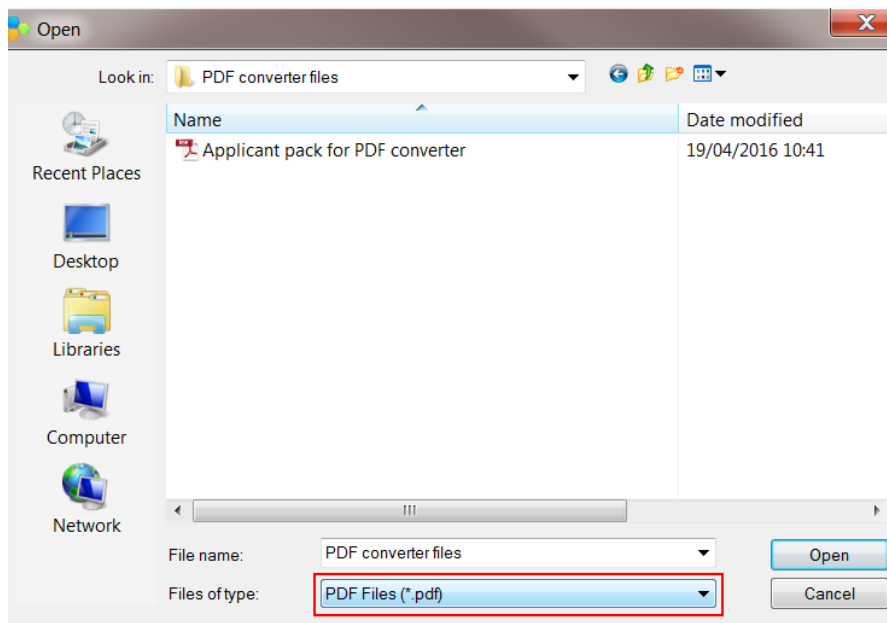 Open
Look in: PDF converter files
Name Date modified
Applicant pack for PDF converter 19/04/2016 10:41
Recent Places
Desktop
Libraries
Computer
Network
File name: PDF converter files Open
Files of type: PDF Files (*.pdf) Cancel